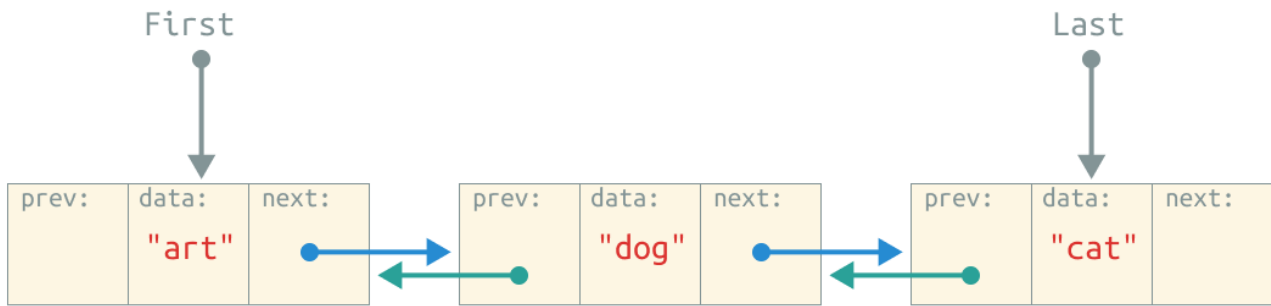 First Last
prev: data: next: prev: data: next: prev: data: next:
"art" "dog" "cat"